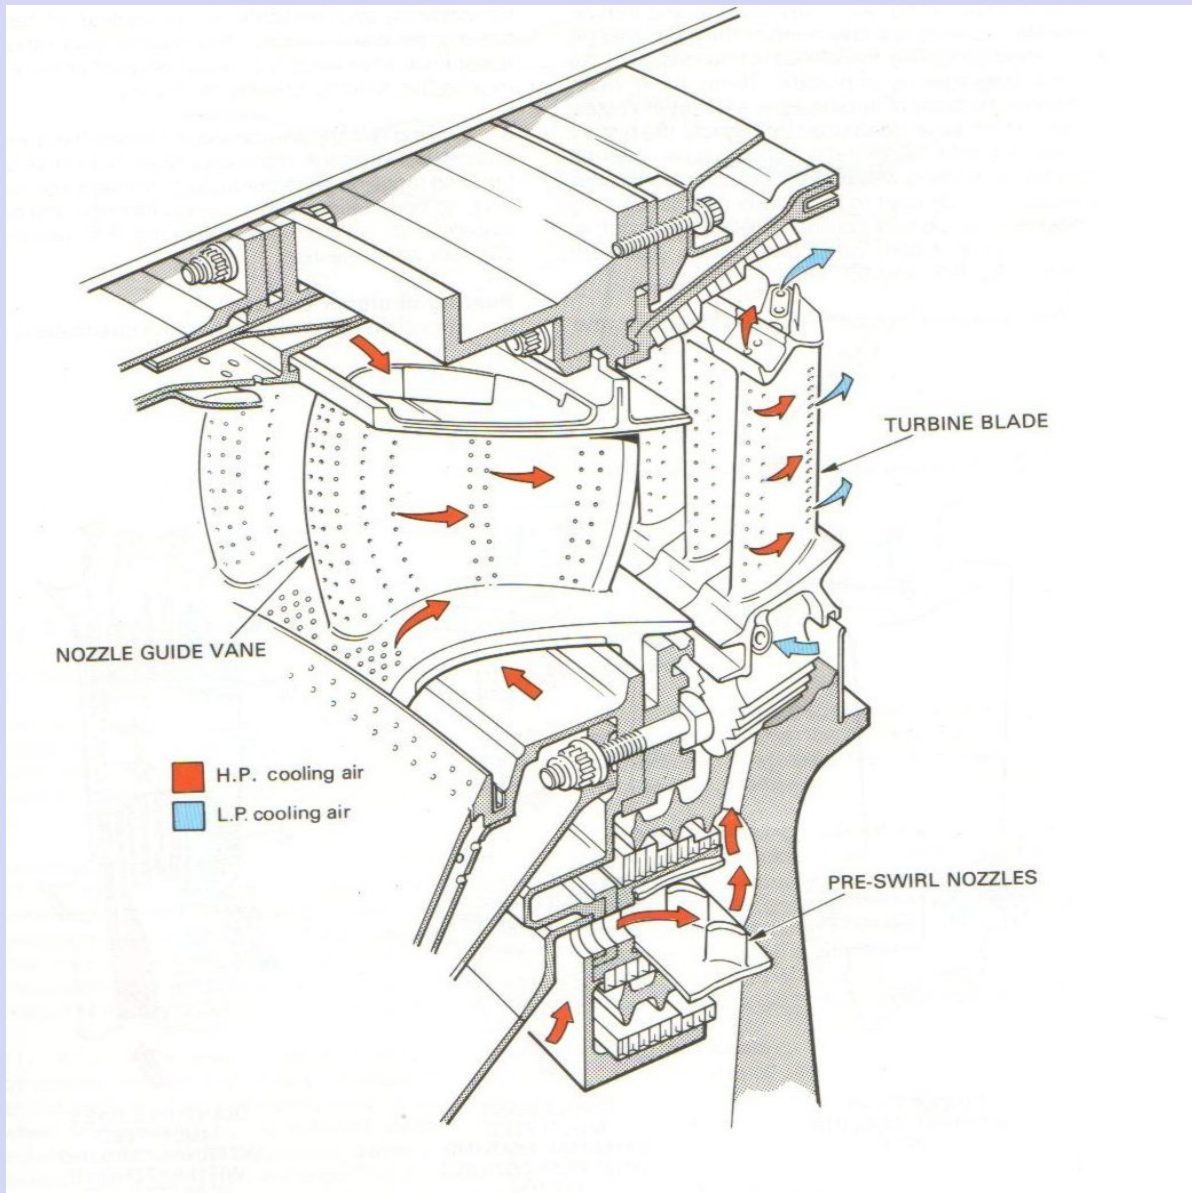 TURBINE BLADE
NOZZLE GUIDE VANE
H.P. cooling air
L.P. cooling air
PRE-SWIRL NOZZLES